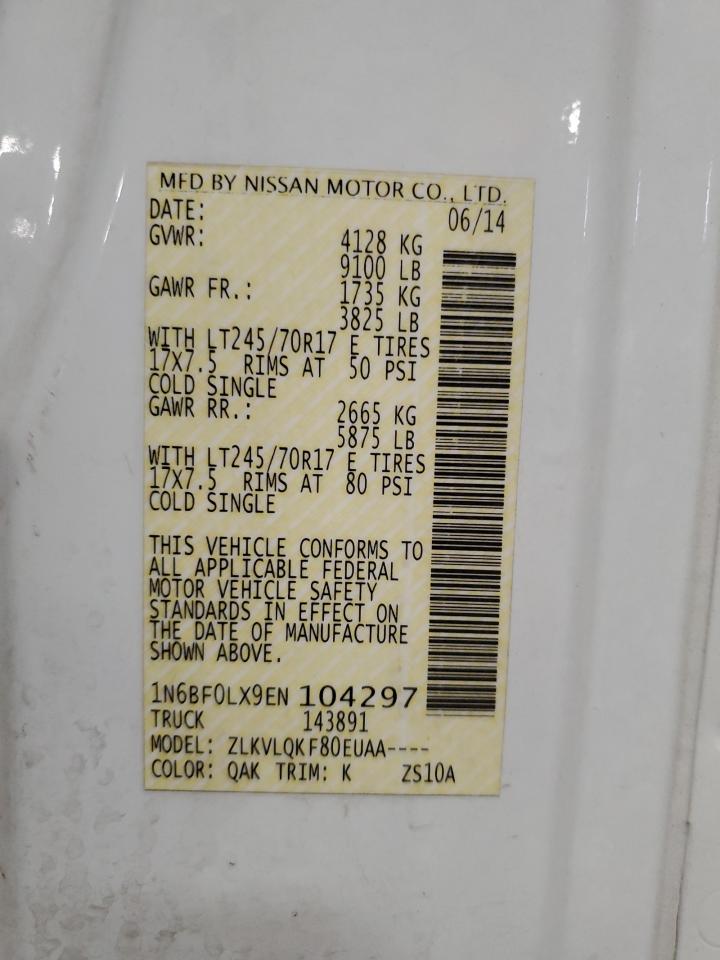 MFD BY NISSAN MOTOR CO., LTD.
DATE: 06/14
GVWR: 4128 KG
9100 LB
GAWR FR.: 1735 KG
3825 LB
WITH LT245/70R17 E TIRES
17X7.5 RIMS AT 50 PSI
COLD SINGLE
GAWR RR.: 2665 KG
5875 LB
WITH LT245/70R17 E TIRES
17X7.5 RIMS AT 80 PSI
COLD SINGLE
THIS VEHICLE CONFORMS TO
ALL APPLICABLE FEDERAL
MOTOR VEHICLE SAFETY
STANDARDS IN EFFECT ON
THE DATE OF MANUFACTURE
SHOWN ABOVE.
1N6BF0LX9EN 104297
TRUCK 143891
MODEL: ZLKVLQKF80EUAA----
COLOR: QAK TRIM: K ZS10A